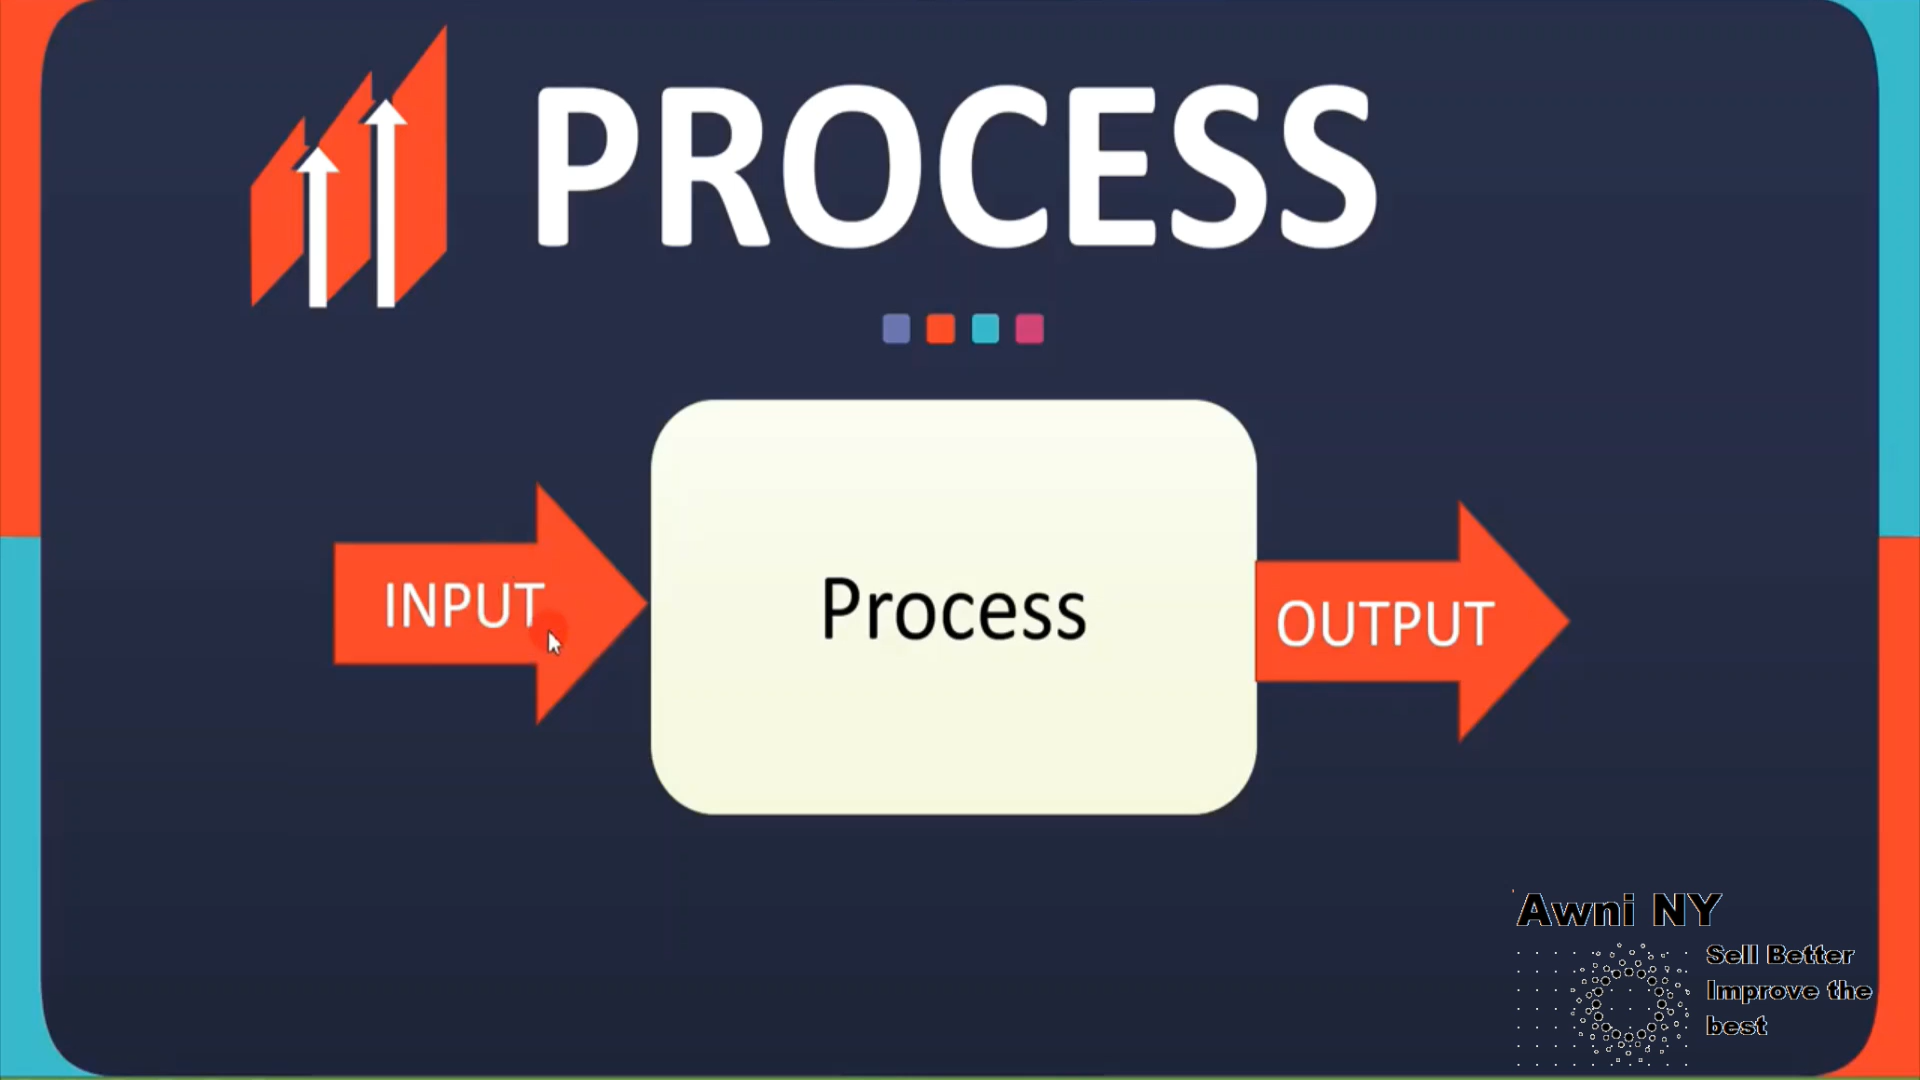 PROCESS
INPUT
Process
OUTPUT
Awni NY
Sell Better
Improve the
best